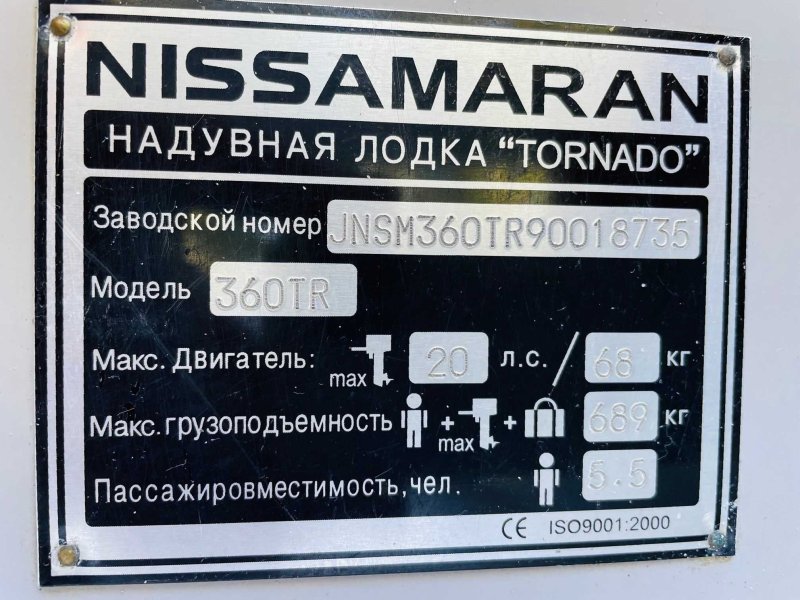 NISSAMARAN
НАДУВНАЯ ЛОДКА “TORNADO”
Заводской номер JNSM360TR90018735
Модель 360TR
Макс. Двигатель: max 20 л.с. / 68 кг
Макс. грузоподъемность + max + 689 кг
Пассажировместимость, чел. 5.5
CE ISO9001:2000